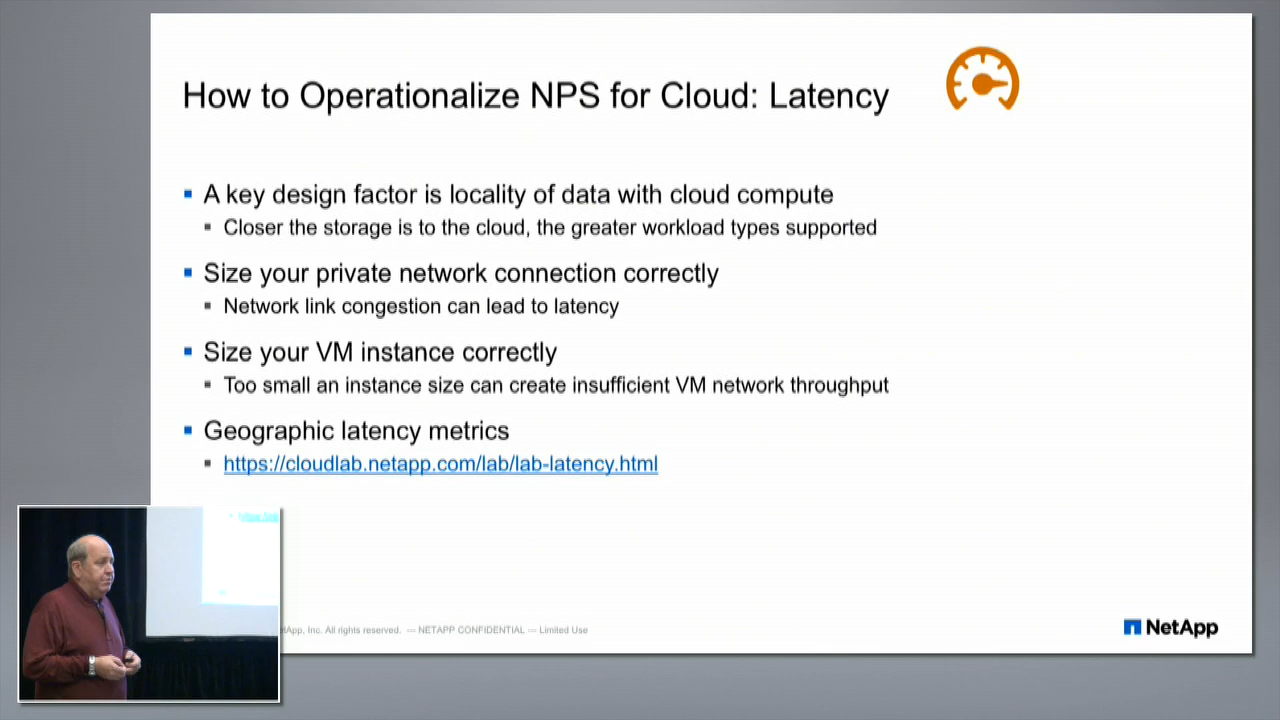 How to Operationalize NPS for Cloud: Latency
A key design factor is locality of data with cloud compute
Closer the storage is to the cloud, the greater workload types supported
Size your private network connection correctly
Network link congestion can lead to latency
Size your VM instance correctly
Too small an instance size can create insufficient VM network throughput
Geographic latency metrics
https://cloudlab.netapp.com/lab/lab-latency.html
Inc. All rights reserved. --- NETAPP CONFIDENTIAL --- Limited Use
NetApp